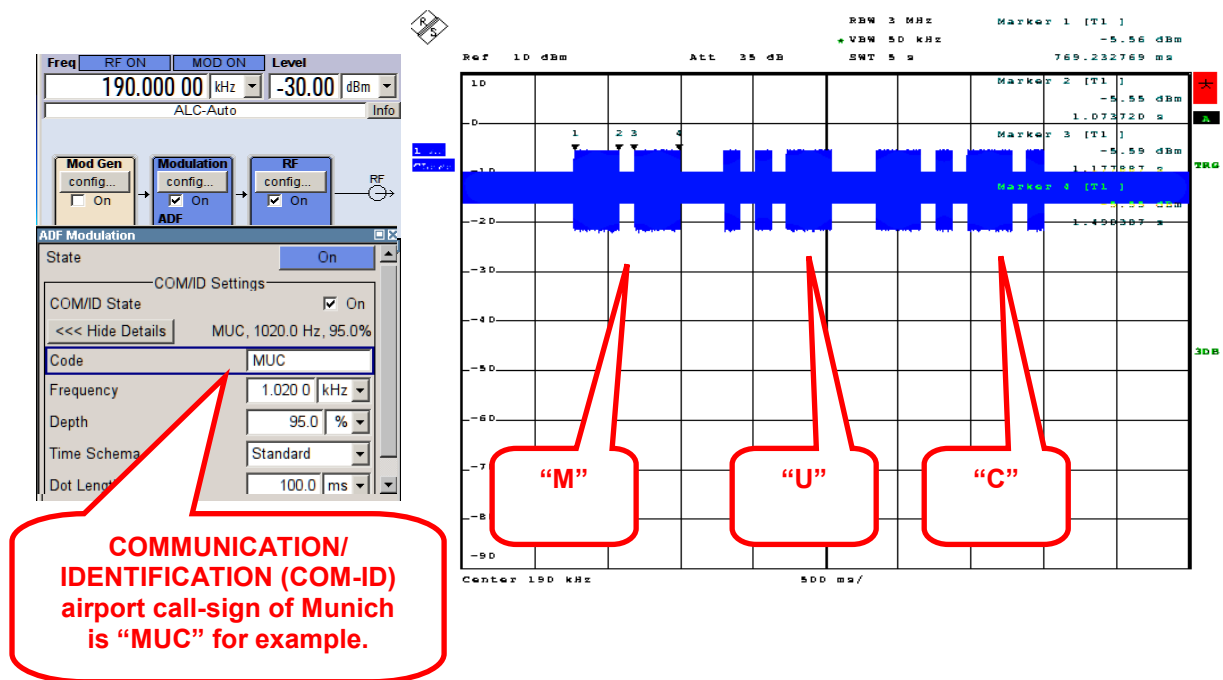 Freq RF ON MOD ON Level
190.000 00 kHz -30.00 dBm
ALC-Auto Info
Mod Gen
config...
On
Modulation
config...
On
ADF
RF
config...
On
RF
ADF Modulation
State On
COM/ID Settings
COM/ID State On
<<< Hide Details MUC, 1020.0 Hz, 95.0%
Code MUC
Frequency 1.020 0 kHz
Depth 95.0 %
Time Schema Standard
100.0 ms
COMMUNICATION/
IDENTIFICATION (COM-ID)
airport call-sign of Munich
is “MUC” for example.
R S
RBW 3 MHz Marker 1 [T1 ]
* VBW 50 kHz -5.56 dBm
Ref 10 dBm Att 35 dB SWT 5 s 769.232769 ms
Marker 2 [T1 ]
-5.55 dBm
1.073720 s
Marker 3 [T1 ]
-5.59 dBm
Marker 4 [T1 ]
1.490387 s
10
0
-20
-30
-40
-50
-60
-90
1 2 3 4
A
TRG
3DB
“M” “U” “C”
Center 190 kHz 500 ms/